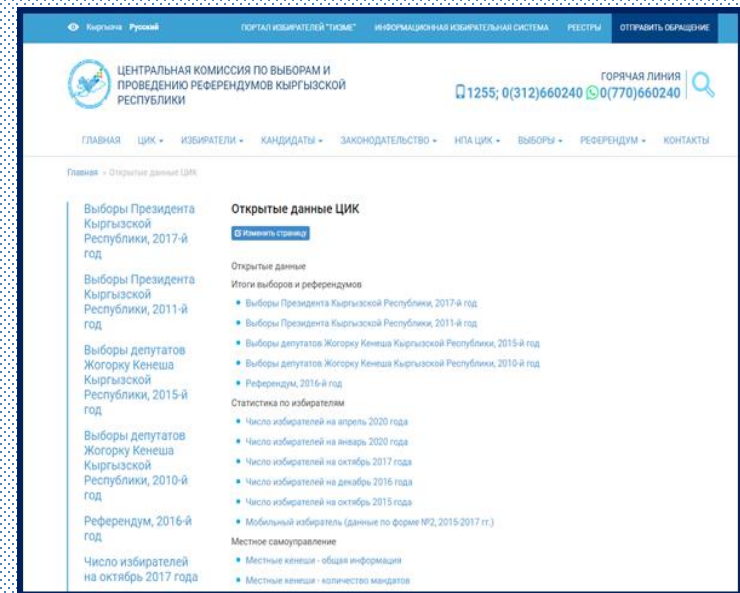 Кыргызча Русский
ПОРТАЛ ИЗБИРАТЕЛЕЙ "ТИЗМЕ" ИНФОРМАЦИОННАЯ ИЗБИРАТЕЛЬНАЯ СИСТЕМА РЕЕСТРЫ ОТПРАВИТЬ ОБРАЩЕНИЕ
ЦЕНТРАЛЬНАЯ КОМИССИЯ ПО ВЫБОРАМ И
ПРОВЕДЕНИЮ РЕФЕРЕНДУМОВ КЫРГЫЗСКОЙ
РЕСПУБЛИКИ
ГОРЯЧАЯ ЛИНИЯ
1255; 0(312)660240 0(770)660240
ГЛАВНАЯ ЦИК ИЗБИРАТЕЛИ КАНДИДАТЫ ЗАКОНОДАТЕЛЬСТВО НПА ЦИК ВЫБОРЫ РЕФЕРЕНДУМ КОНТАКТЫ
Главная » Открытые данные ЦИК
Выборы Президента
Кыргызской
Республики, 2017-й
год
Выборы Президента
Кыргызской
Республики, 2011-й
год
Выборы депутатов
Жогорку Кенеша
Кыргызской
Республики, 2015-й
год
Выборы депутатов
Жогорку Кенеша
Кыргызской
Республики, 2010-й
год
Референдум, 2016-й
год
Число избирателей
на октябрь 2017 года
Открытые данные ЦИК
Изменить страницу
Открытые данные
Итоги выборов и референдумов
Выборы Президента Кыргызской Республики, 2017-й год
Выборы Президента Кыргызской Республики, 2011-й год
Выборы депутатов Жогорку Кенеша Кыргызской Республики, 2015-й год
Выборы депутатов Жогорку Кенеша Кыргызской Республики, 2010-й год
Референдум, 2016-й год
Статистика по избирателям
Число избирателей на апрель 2020 года
Число избирателей на январь 2020 года
Число избирателей на октябрь 2017 года
Число избирателей на декабрь 2016 года
Число избирателей на октябрь 2015 года
Мобильный избиратель (данные по форме №2, 2015-2017 гг.)
Местное самоуправление
Местные кенеши - общая информация
Местные кенеши - количество мандатов